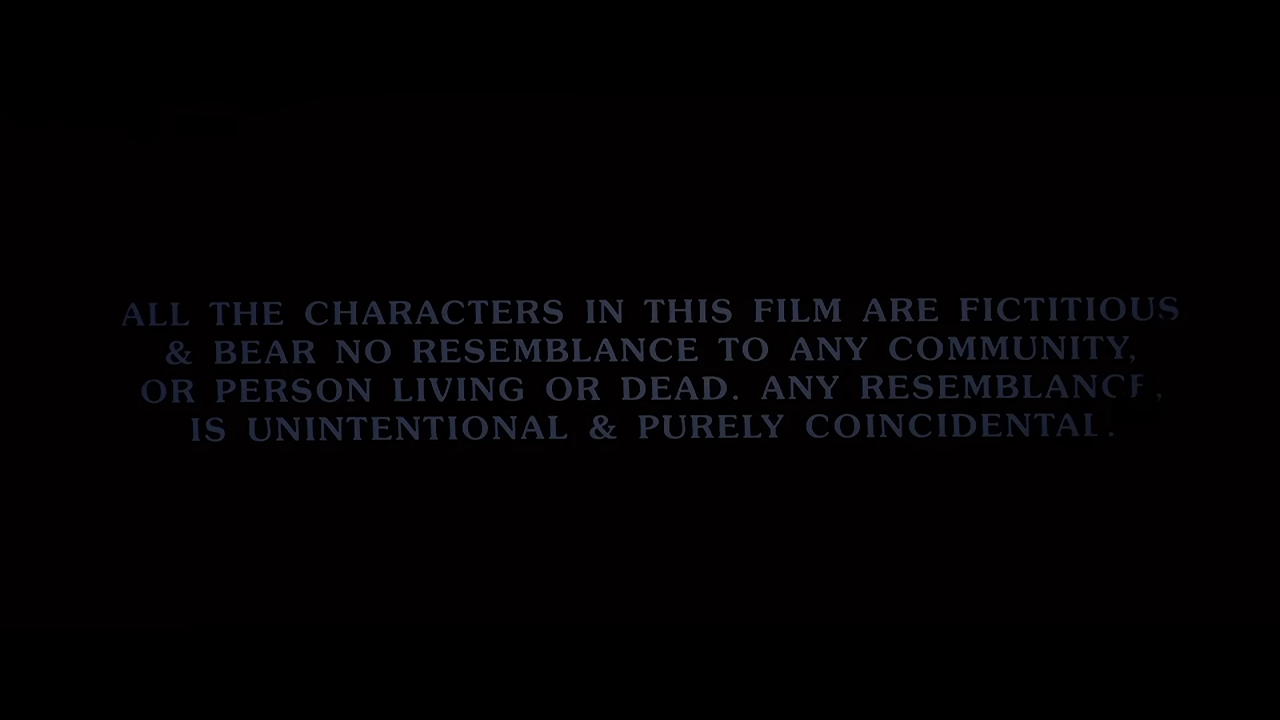 ALL THE CHARACTERS IN THIS FILM ARE FICTITIOUS
& BEAR NO RESEMBLANCE TO ANY COMMUNITY,
OR PERSON LIVING OR DEAD. ANY RESEMBLANCE,
IS UNINTENTIONAL & PURELY COINCIDENTAL.